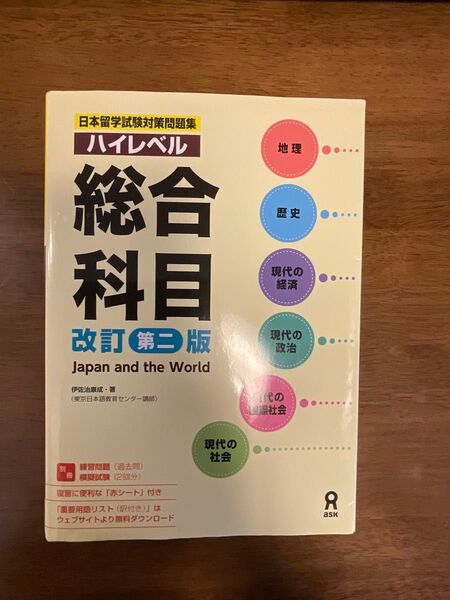 日本留学試験対策問題集
ハイレベル
総合
科目
改訂 第二版
Japan and the World
伊佐治康成・著
（東京日本語教育センター講師）
地理
歴史
現代の
経済
現代の
政治
現代の
国際社会
現代の
社会
別冊
練習問題（過去問）
模擬試験（2回分）
復習に便利な「赤シート」付き
「重要用語リスト（訳付き）」は
ウェブサイトより無料ダウンロード
ask